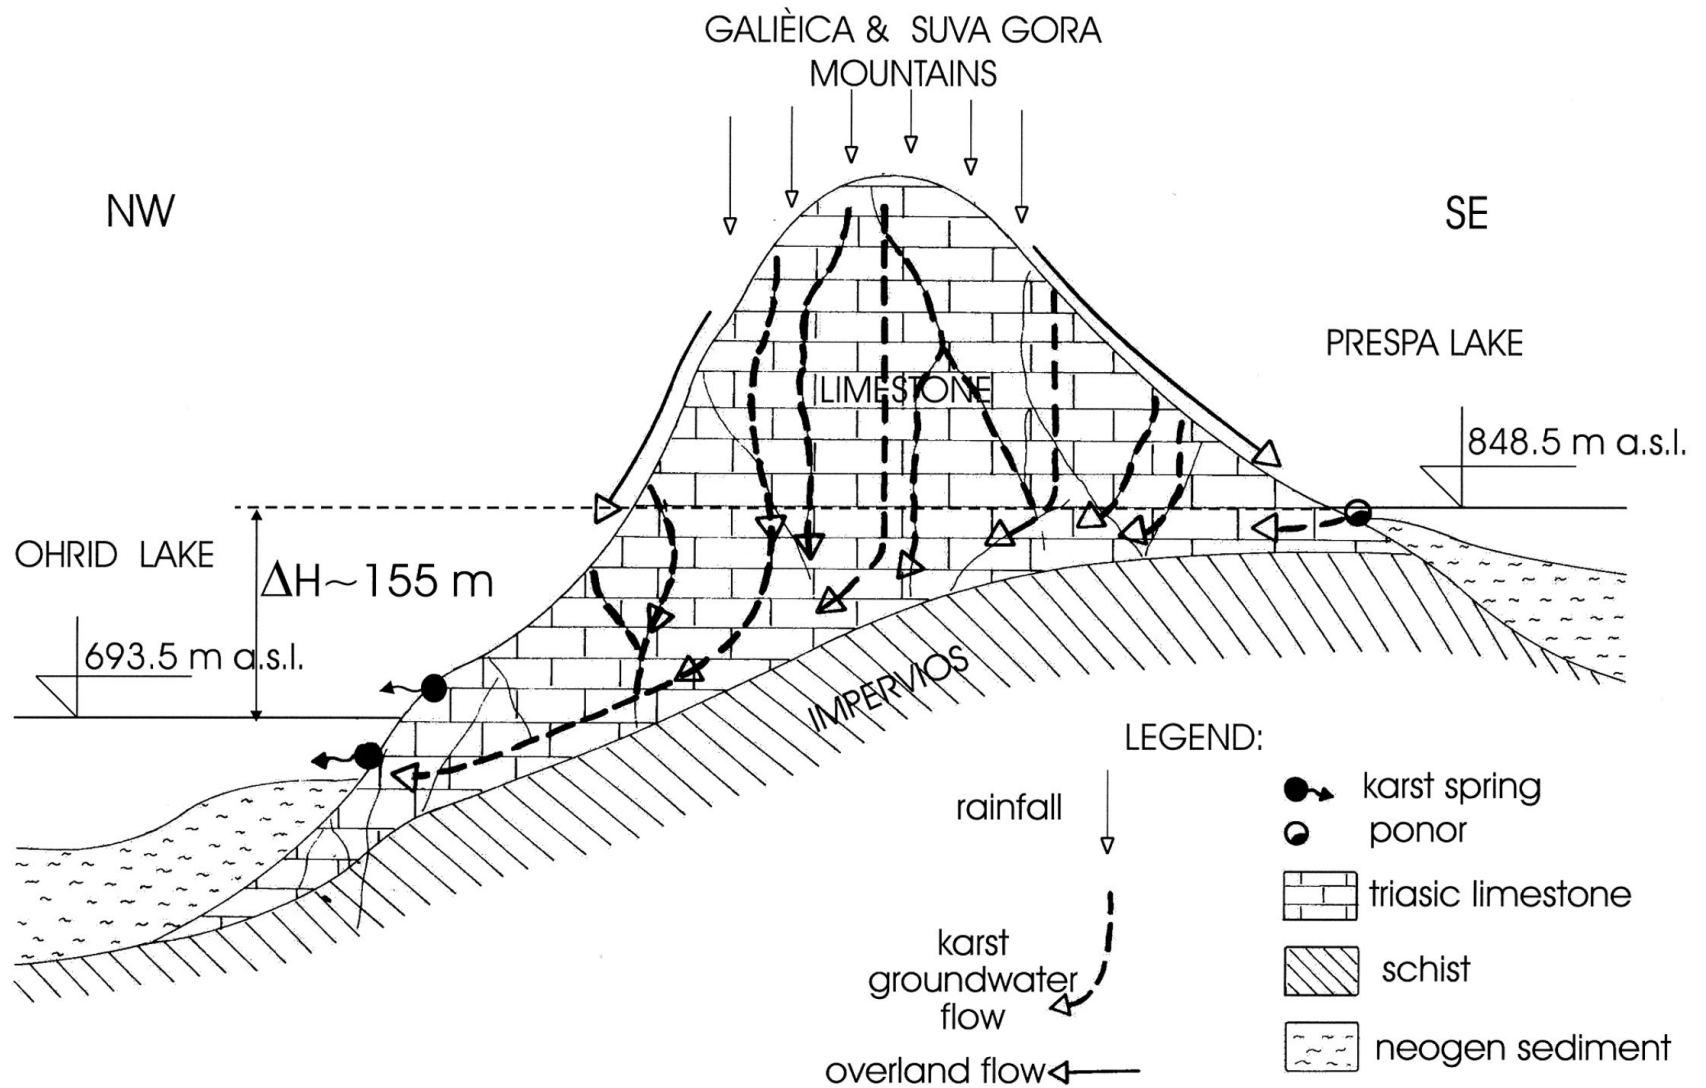 GALIÈICA & SUVA GORA
MOUNTAINS
NW
SE
PRESPA LAKE
LIMESTONE
848.5 m a.s.l.
OHRID LAKE
ΔH~155 m
693.5 m a.s.l.
IMPERVIOS
LEGEND:
rainfall
karst spring
ponor
triasic limestone
karst
groundwater
flow
schist
neogen sediment
overland flow